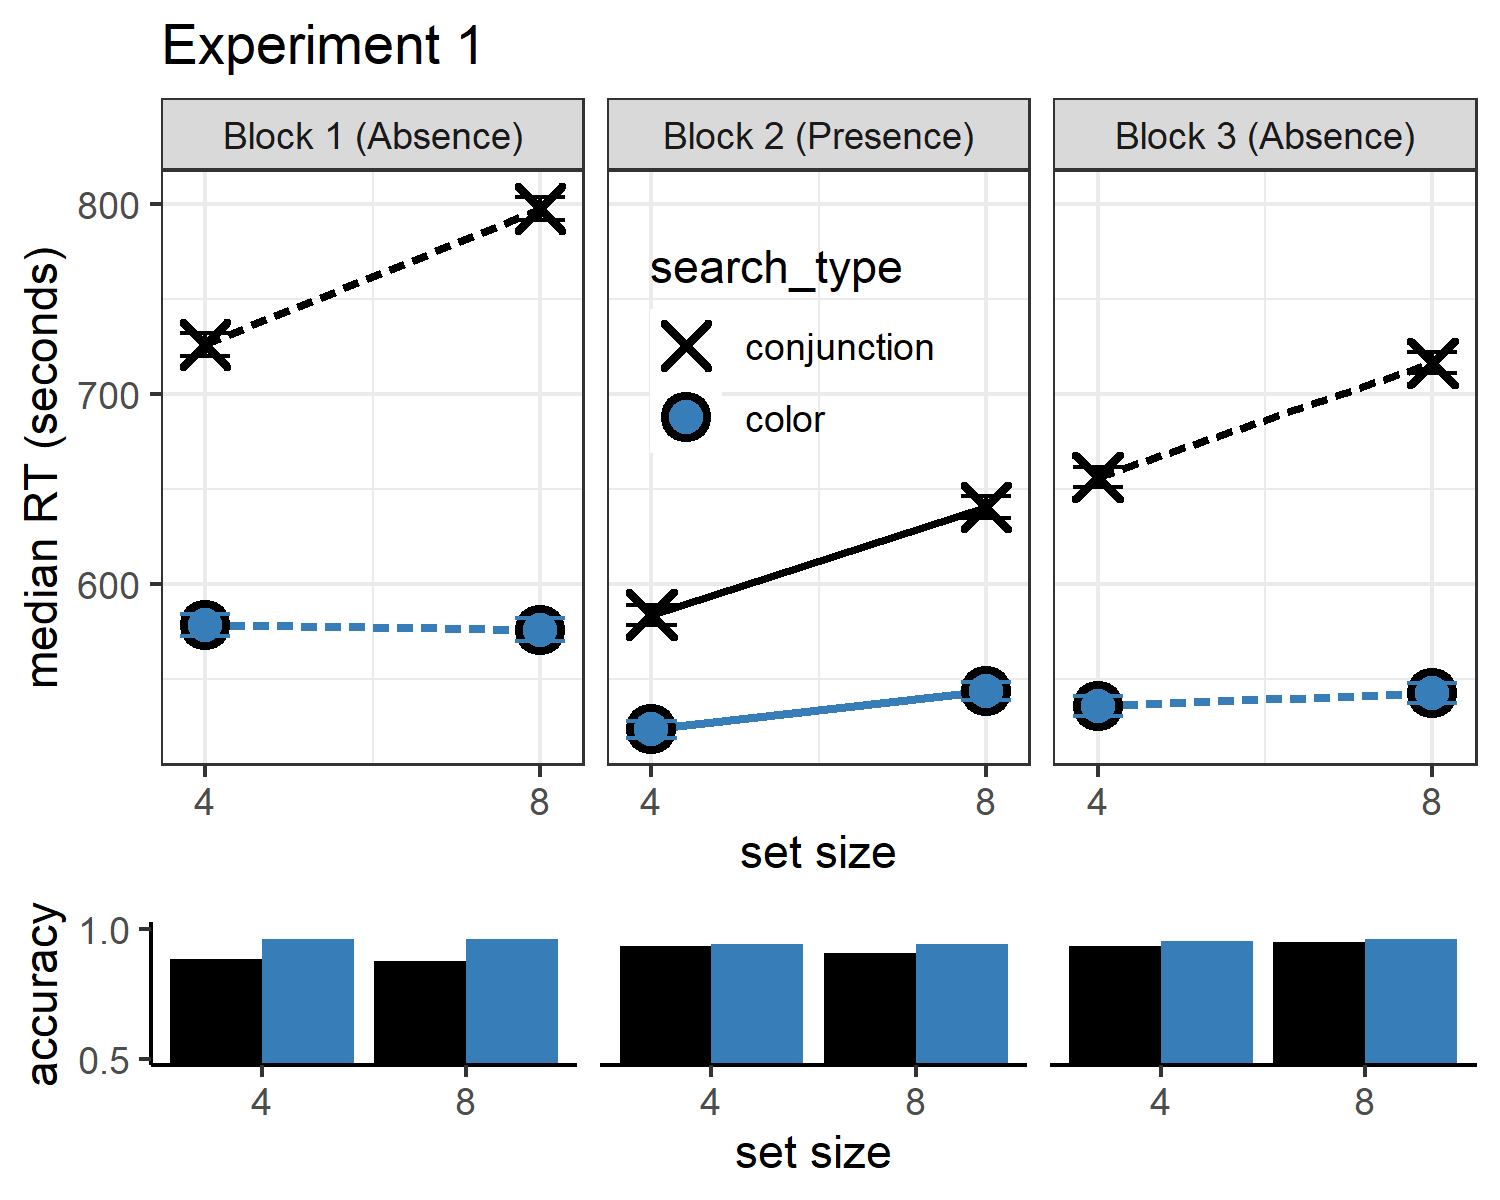 Experiment 1
Block 1 (Absence)
Block 2 (Presence)
Block 3 (Absence)
median RT (seconds)
800
700
600
search_type
conjunction
color
4
8
4
8
4
8
set size
accuracy
1.0
0.5
4
8
4
8
4
8
set size